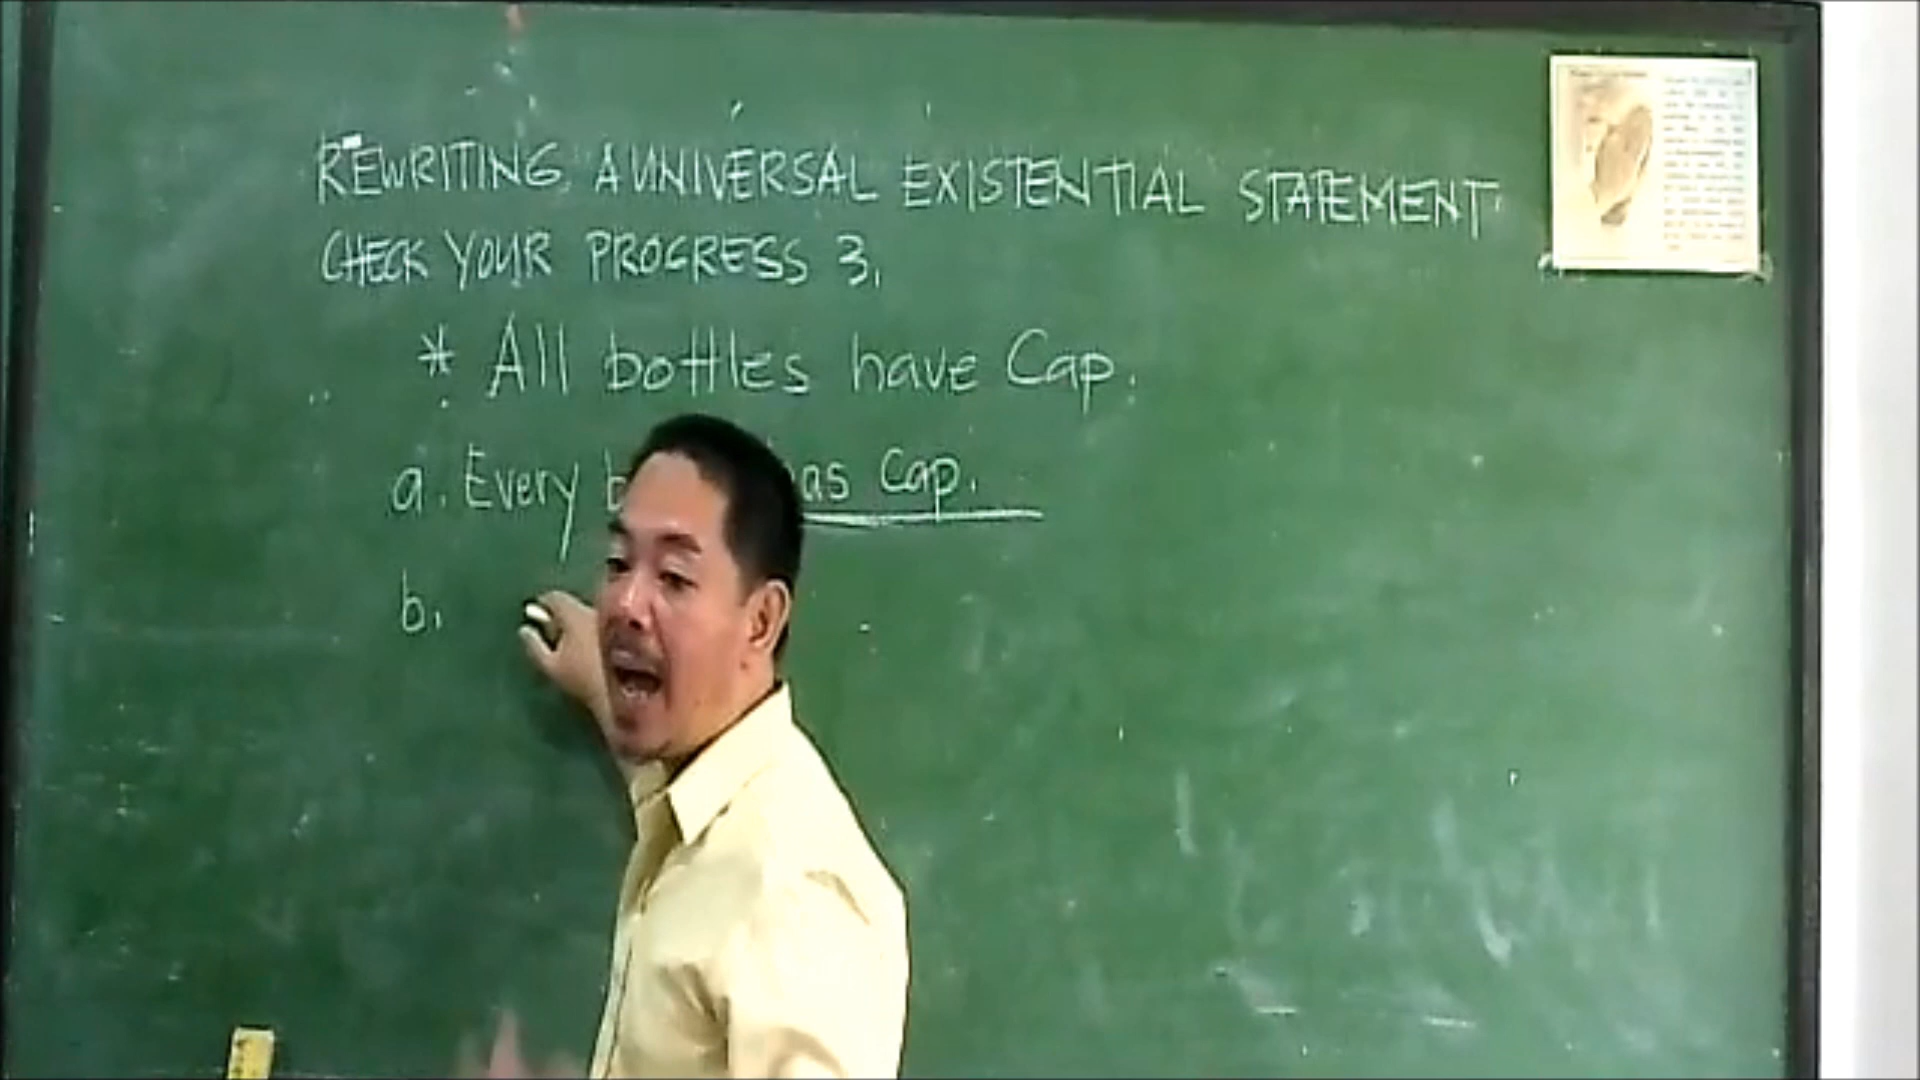 REWRITING A UNIVERSAL EXISTENTIAL STATEMENT
CHECK YOUR PROGRESS 3.
* All bottles have Cap.
a. Every b as Cap.
b.